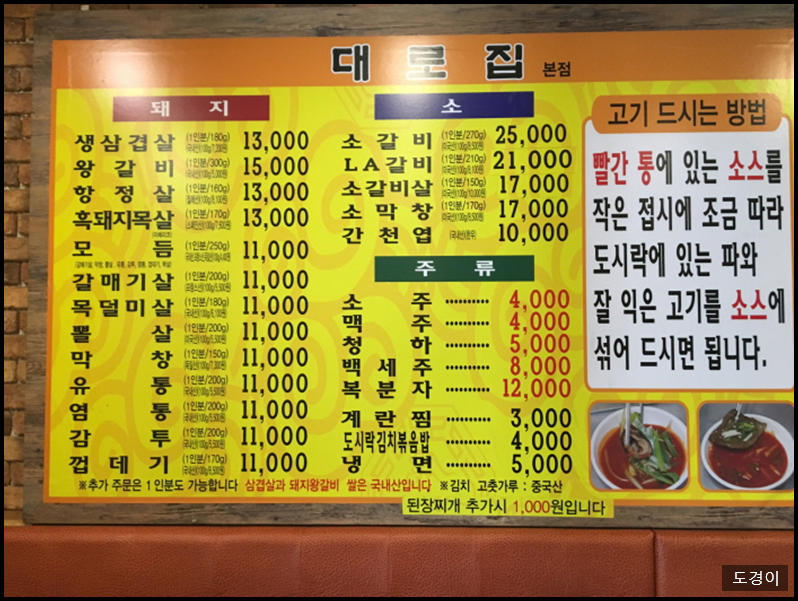 대로집 본점
돼지
생삼겹살 (1인분/180g) 13,000
왕갈비 (1인분/300g) 15,000
항정살 (1인분/160g) 13,000
흑돼지목살 (1인분/170g) 13,000
모듬 (1인분/250g) 11,000
갈매기살 (1인분/200g) 11,000
목덜미살 (1인분/180g) 11,000
뽈살 (1인분/200g) 11,000
막창 (1인분/150g) 11,000
유통 (1인분/200g) 11,000
염통 (1인분/200g) 11,000
감투 (1인분/200g) 11,000
껍데기 (1인분/170g) 11,000
소
소갈비 (1인분/270g) 25,000
LA갈비 (1인분/210g) 21,000
소갈비살 (1인분/150g) 17,000
소막창 (1인분/170g) 17,000
간천엽 10,000
주류
소주 ·········· 4,000
맥주 ·········· 4,000
청하 ·········· 5,000
백세주 ·········· 8,000
복분자 ·········· 12,000
계란찜 ·········· 3,000
도시락김치볶음밥 ·········· 4,000
냉면 ·········· 5,000
고기 드시는 방법
빨간 통에 있는 소스를
작은 접시에 조금 따라
도시락에 있는 파와
잘 익은 고기를 소스에
섞어 드시면 됩니다.
※추가 주문은 1인분도 가능합니다 삼겹살과 돼지왕갈비 쌀은 국내산입니다 ※김치 고춧가루 : 중국산
된장찌개 추가시 1,000원입니다
도경이